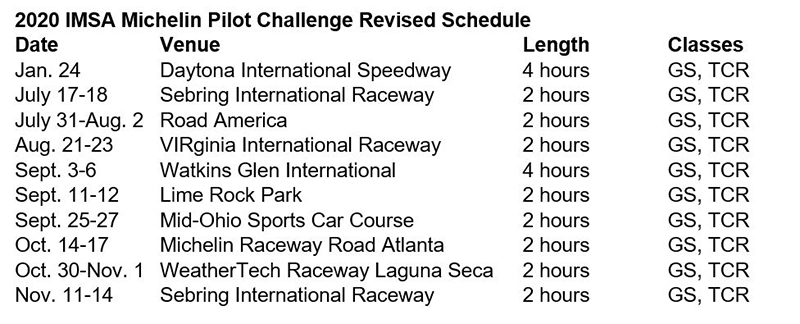 2020 IMSA Michelin Pilot Challenge Revised Schedule
Date Venue Length Classes
Jan. 24 Daytona International Speedway 4 hours GS, TCR
July 17-18 Sebring International Raceway 2 hours GS, TCR
July 31-Aug. 2 Road America 2 hours GS, TCR
Aug. 21-23 VIRginia International Raceway 2 hours GS, TCR
Sept. 3-6 Watkins Glen International 4 hours GS, TCR
Sept. 11-12 Lime Rock Park 2 hours GS, TCR
Sept. 25-27 Mid-Ohio Sports Car Course 2 hours GS, TCR
Oct. 14-17 Michelin Raceway Road Atlanta 2 hours GS, TCR
Oct. 30-Nov. 1 WeatherTech Raceway Laguna Seca 2 hours GS, TCR
Nov. 11-14 Sebring International Raceway 2 hours GS, TCR